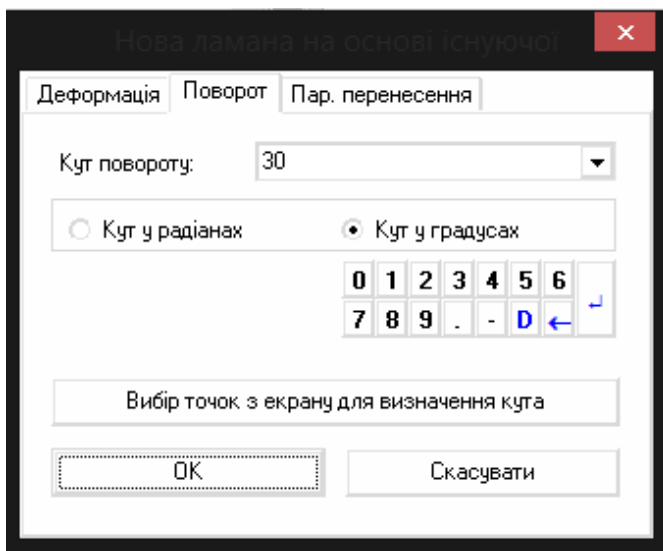 Нова ламана на основі існуючої
Деформація Поворот Пар. перенесення
Кут повороту: 30
Кут у радіанах Кут у градусах
0 1 2 3 4 5 6 ↵
7 8 9 . - D ←
Вибір точок з екрану для визначення кута
OK Скасувати